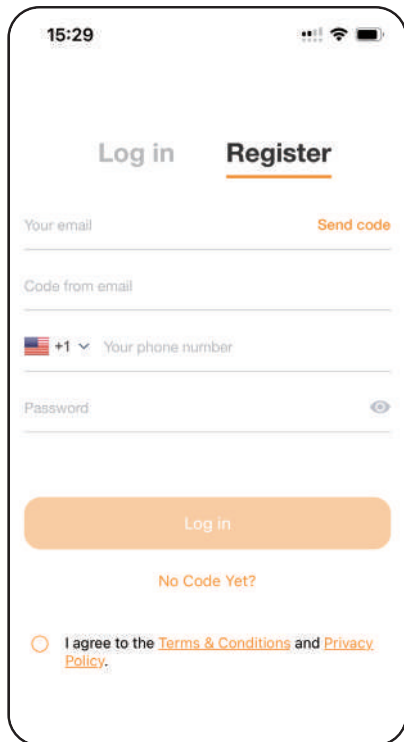 15:29
Log in Register
Your email Send code
Code from email
+1 Your phone number
Password
Log in
No Code Yet?
I agree to the Terms & Conditions and Privacy
Policy.